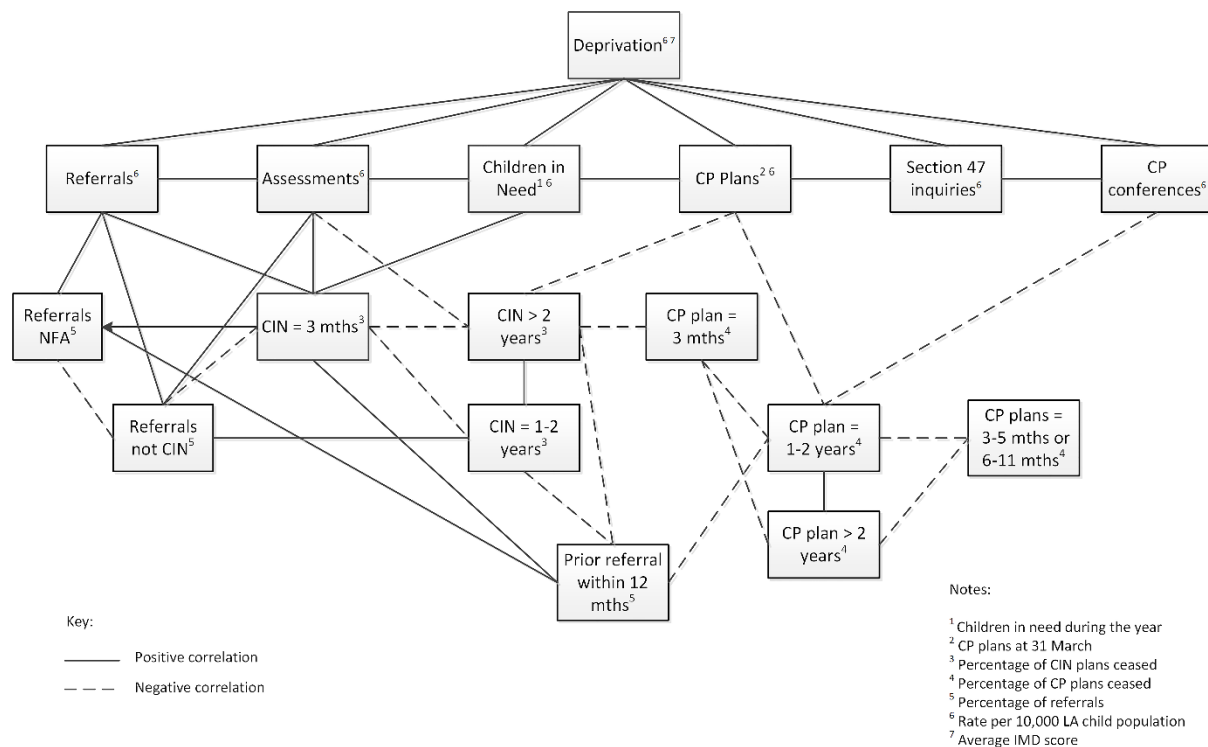 Deprivation⁶ ⁷
Referrals⁶
Assessments⁶
Children in
Need¹ ⁶
CP Plans² ⁶
Section 47
inquiries⁶
CP
conferences⁶
Referrals
NFA⁵
CIN = 3 mths³
CIN > 2
years³
CP plan =
3 mths⁴
Referrals
not CIN⁵
CIN = 1-2
years³
CP plan =
1-2 years⁴
CP plans =
3-5 mths or
6-11 mths⁴
CP plan > 2
years⁴
Prior referral
within 12
mths⁵
Key:
Positive correlation
Negative correlation
Notes:
¹ Children in need during the year
² CP plans at 31 March
³ Percentage of CIN plans ceased
⁴ Percentage of CP plans ceased
⁵ Percentage of referrals
⁶ Rate per 10,000 LA child population
⁷ Average IMD score